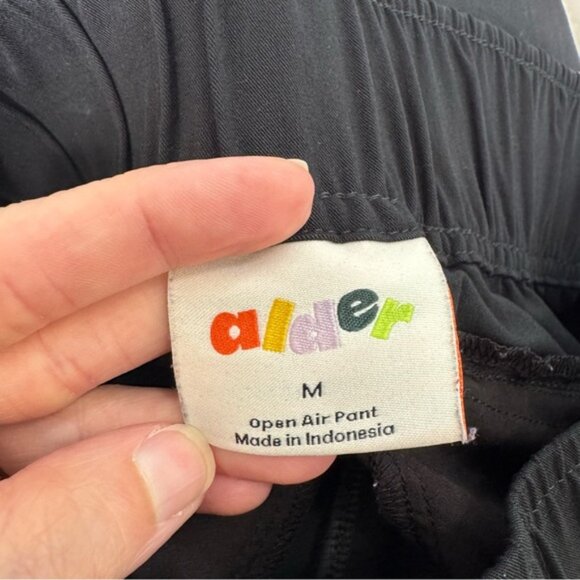 alder
M
Open Air Pant
Made in Indonesia